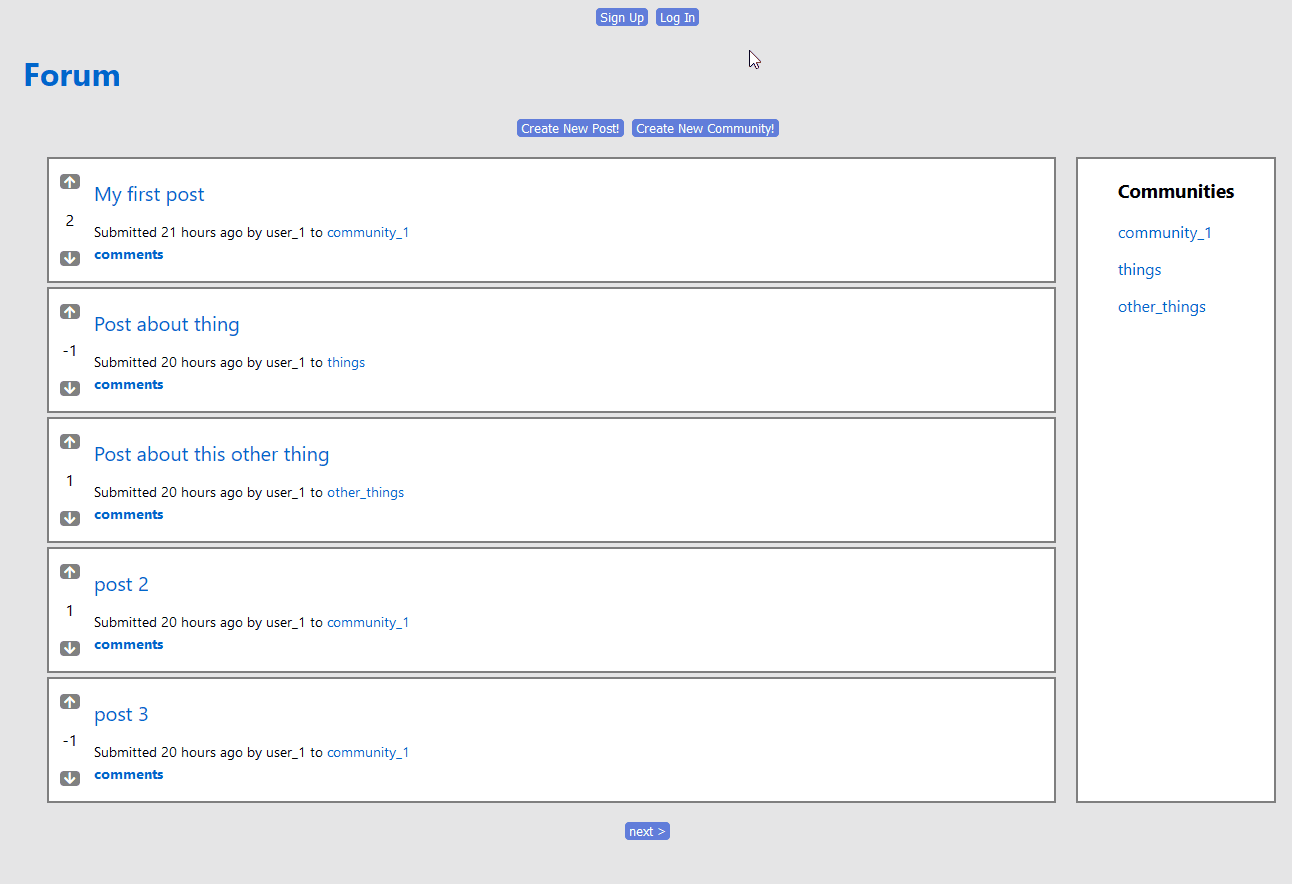 Sign Up Log In
Forum
Create New Post! Create New Community!
My first post
2
Submitted 21 hours ago by user_1 to community_1
comments
Post about thing
-1
Submitted 20 hours ago by user_1 to things
comments
Post about this other thing
1
Submitted 20 hours ago by user_1 to other_things
comments
post 2
1
Submitted 20 hours ago by user_1 to community_1
comments
post 3
-1
Submitted 20 hours ago by user_1 to community_1
comments
Communities
community_1
things
other_things
next >